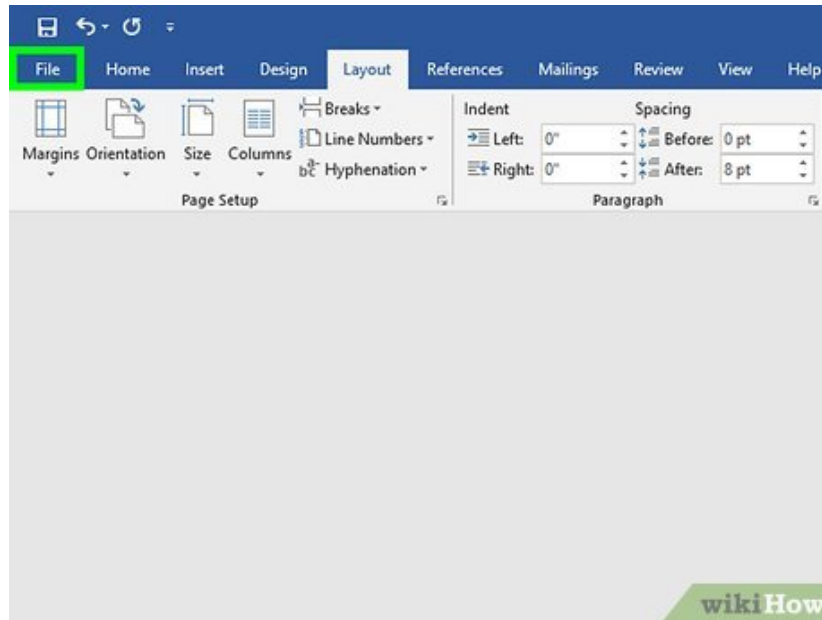 File Home Insert Design Layout References Mailings Review View Help
Breaks Indent Spacing
Line Numbers Left: 0" Before: 0 pt
Margins Orientation Size Columns Hyphenation Right: 0" After: 8 pt
Page Setup Paragraph
wikiHow